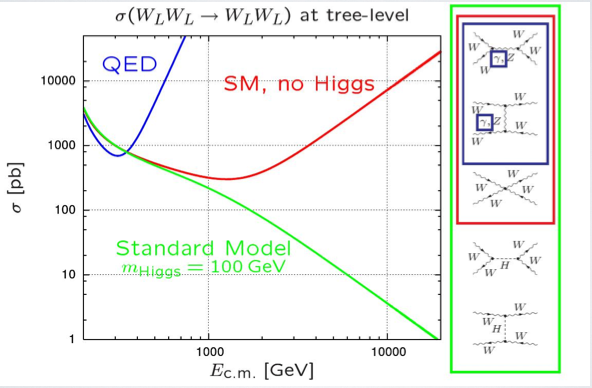 σ(W_L W_L → W_L W_L) at tree-level
QED
SM, no Higgs
Standard Model
m_Higgs = 100 GeV
σ [pb]
10000
1000
100
10
1
1000 10000
E_c.m. [GeV]
W W
γ, Z
W W
γ, Z
W W
W W
W W
W W
H
W W
W W
H
W W